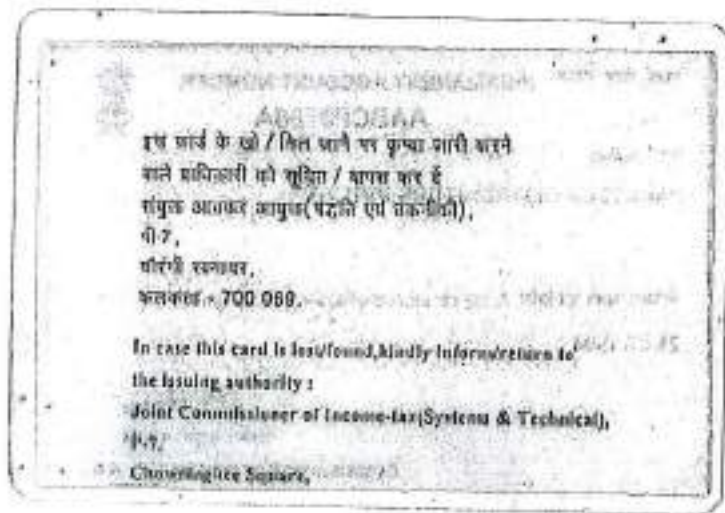 इस कार्ड के खो / मिल जाने पर कृप्या जारी करने
वाले प्राधिकारी को सूचित / वापस कर दें
संयुक्त आयकर आयुक्त(पद्धति एवं तकनीकी),
पी-7,
चौरंगी स्क्वायर,
कलकत्ता - 700 069.
In case this card is lost/found,kindly inform/return to
the issuing authority :
Joint Commissioner of Income-tax(Systems & Technical),
P-7,
Chowringhee Square,